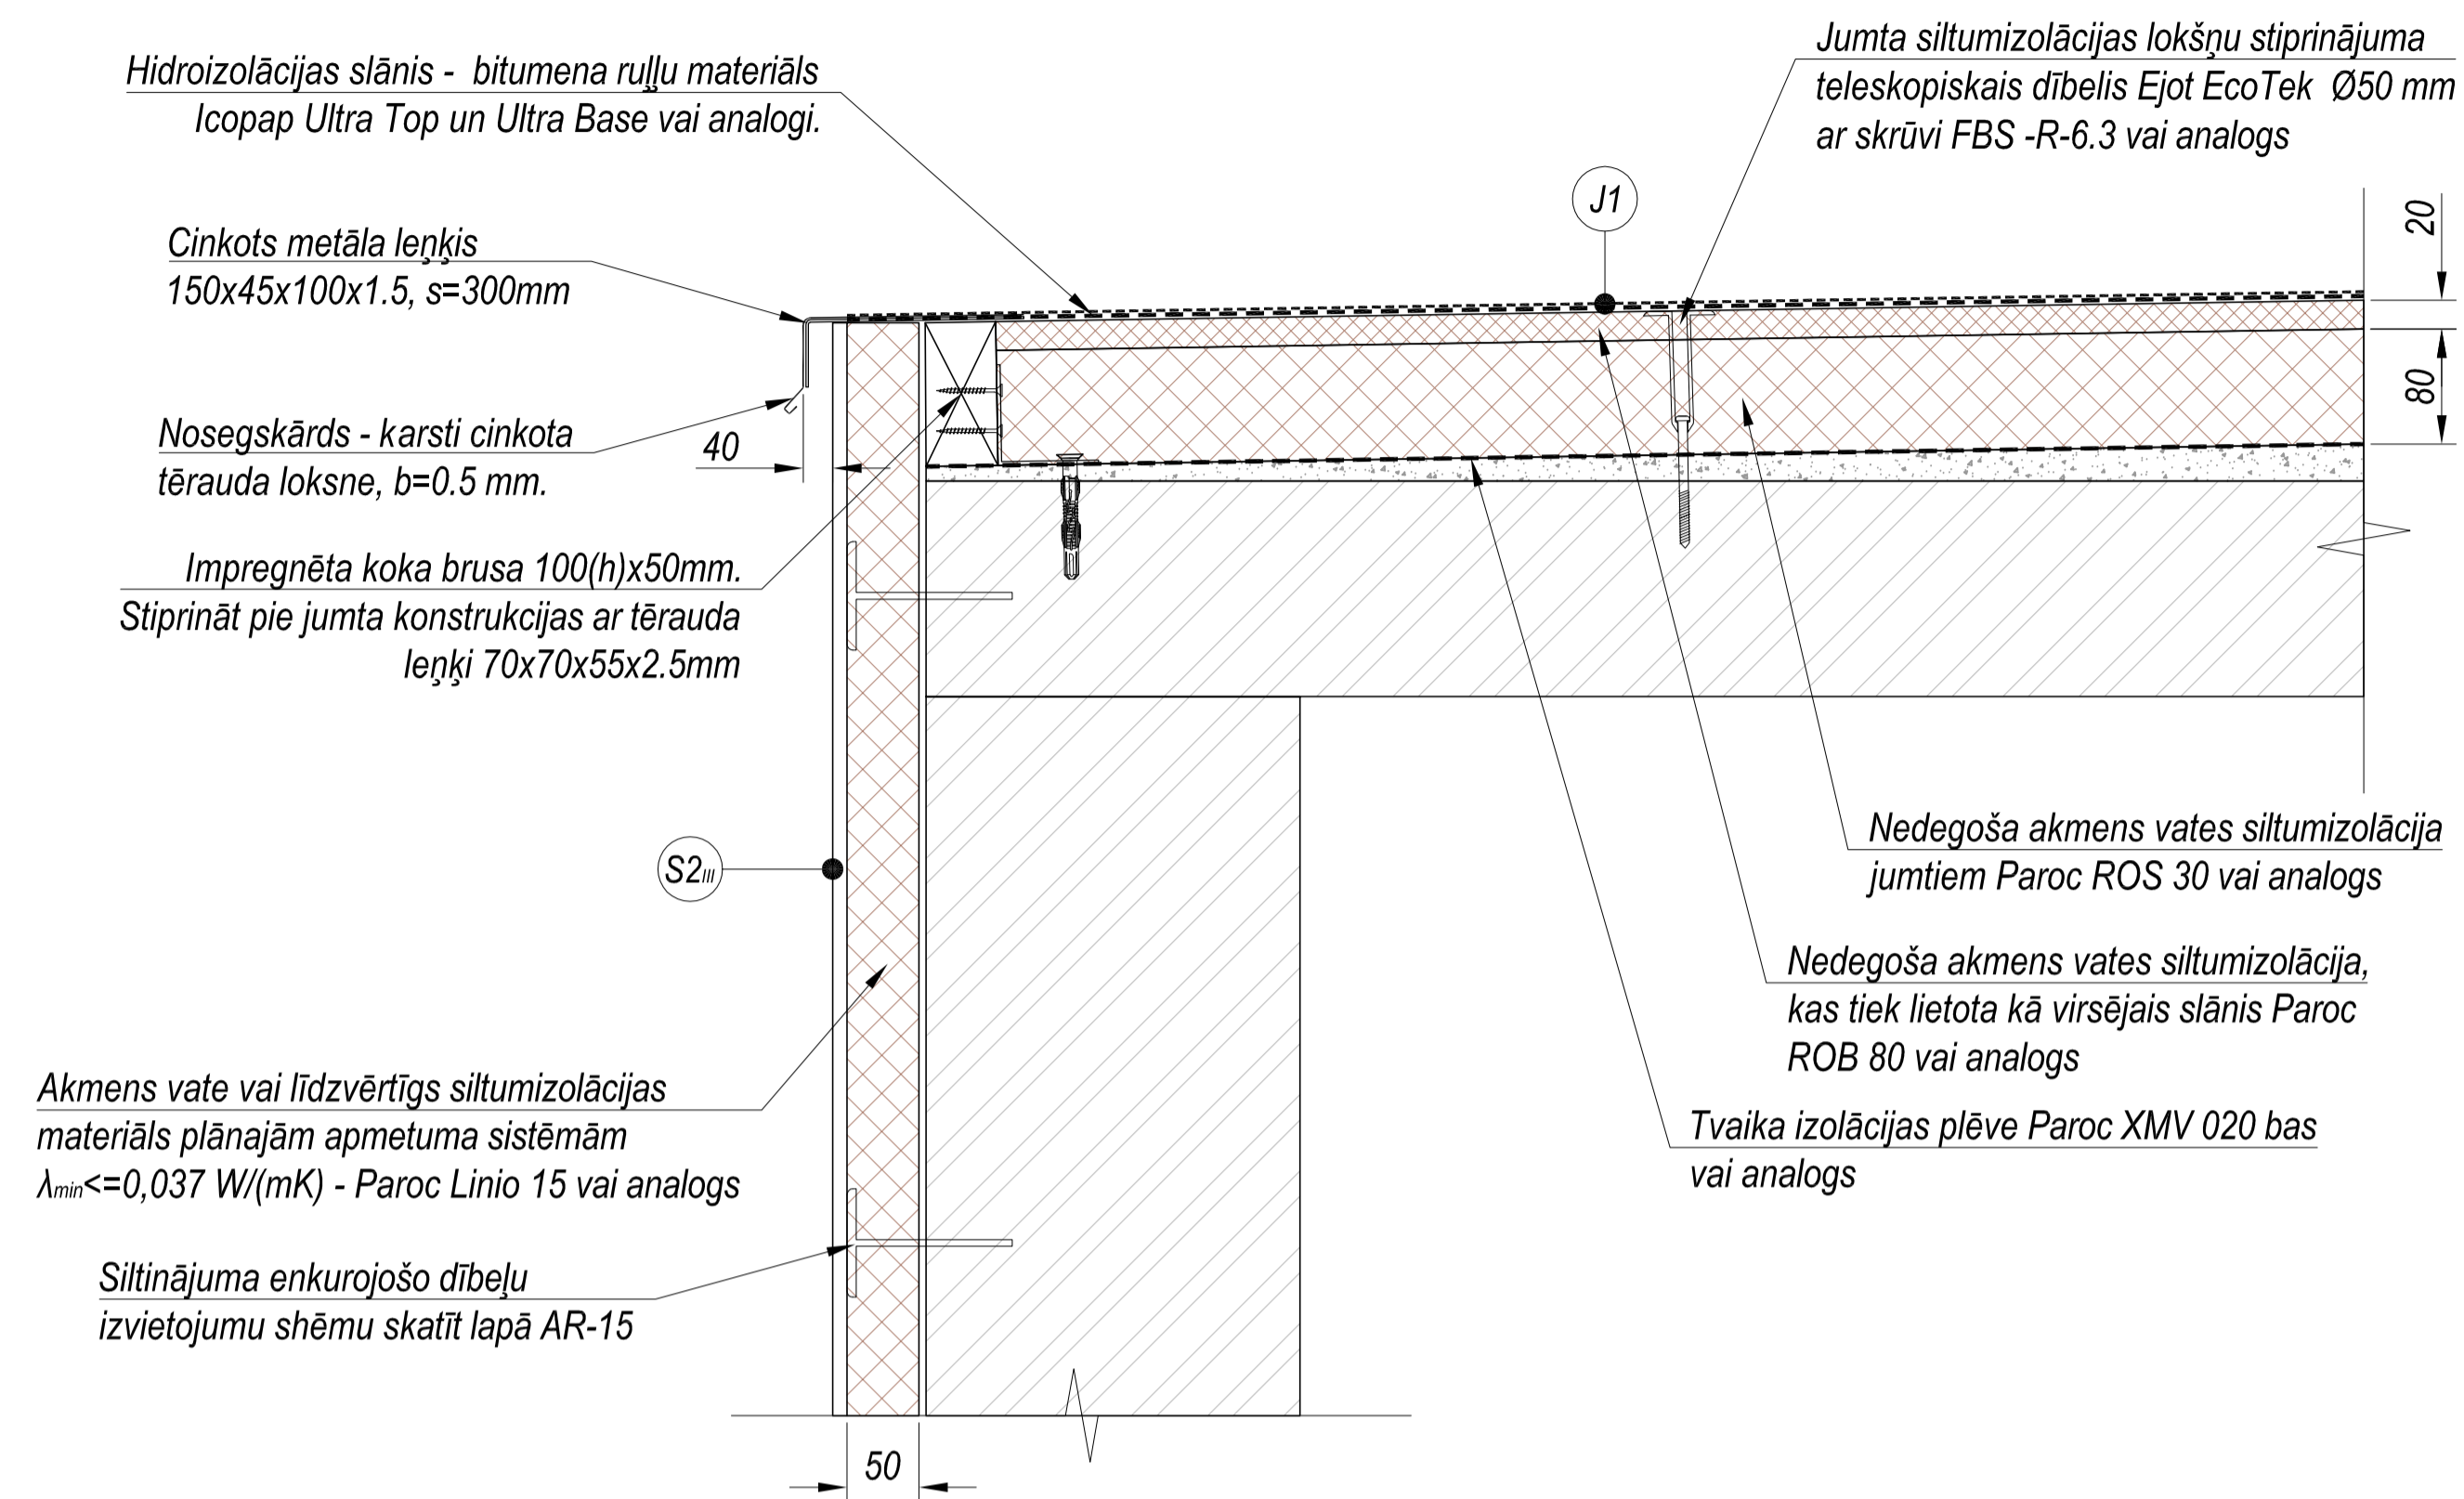 Hidroizolācijas slānis - bitumena ruļļu materiāls
Icopap Ultra Top un Ultra Base vai analogi.
Jumta siltumizolācijas lokšņu stiprinājuma
teleskopiskais dībelis Ejot EcoTek Ø50 mm
ar skrūvi FBS -R-6.3 vai analogs
J1
20
80
Cinkots metāla leņķis
150x45x100x1.5, s=300mm
Nosegskārds - karsti cinkota
tērauda loksne, b=0.5 mm.
40
Impregnēta koka brusa 100(h)x50mm.
Stiprināt pie jumta konstrukcijas ar tērauda
leņķi 70x70x55x2.5mm
S2III
Nedegoša akmens vates siltumizolācija
jumtiem Paroc ROS 30 vai analogs
Nedegoša akmens vates siltumizolācija,
kas tiek lietota kā virsējais slānis Paroc
ROB 80 vai analogs
Tvaika izolācijas plēve Paroc XMV 020 bas
vai analogs
Akmens vate vai līdzvērtīgs siltumizolācijas
materiāls plānajām apmetuma sistēmām
λmin<=0,037 W/(mK) - Paroc Linio 15 vai analogs
Siltinājuma enkurojošo dībeļu
izvietojumu shēmu skatīt lapā AR-15
50